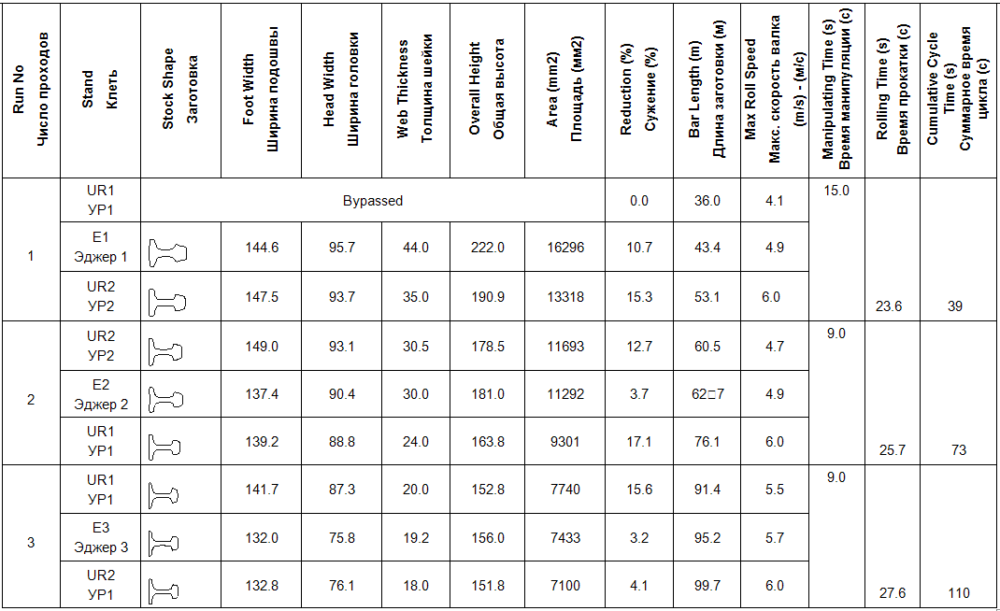 Run No
Число проходов
Stand
Клеть
Stock Shape
Заготовка
Foot Width
Ширина подошвы
Head Width
Ширина головки
Web Thickness
Толщина шейки
Overall Height
Общая высота
Area (mm2)
Площадь (мм2)
Reduction (%)
Сужение (%)
Bar Length (m)
Длина заготовки (м)
Max Roll Speed
Макс. скорость валка
(m/s) - (м/с)
Manipulating Time (s)
Время манипуляции (с)
Rolling Time (s)
Время прокатки (с)
Cumulative Cycle
Time (s)
Суммарное время
цикла (с)
1
UR1
УР1
Bypassed
0.0
36.0
4.1
15.0
E1
Эджер 1
144.6
95.7
44.0
222.0
16296
10.7
43.4
4.9
UR2
УР2
147.5
93.7
35.0
190.9
13318
15.3
53.1
6.0
23.6
39
2
UR2
УР2
149.0
93.1
30.5
178.5
11693
12.7
60.5
4.7
9.0
E2
Эджер 2
137.4
90.4
30.0
181.0
11292
3.7
62□7
4.9
UR1
УР1
139.2
88.8
24.0
163.8
9301
17.1
76.1
6.0
25.7
73
3
UR1
УР1
141.7
87.3
20.0
152.8
7740
15.6
91.4
5.5
9.0
E3
Эджер 3
132.0
75.8
19.2
156.0
7433
3.2
95.2
5.7
UR2
УР1
132.8
76.1
18.0
151.8
7100
4.1
99.7
6.0
27.6
110